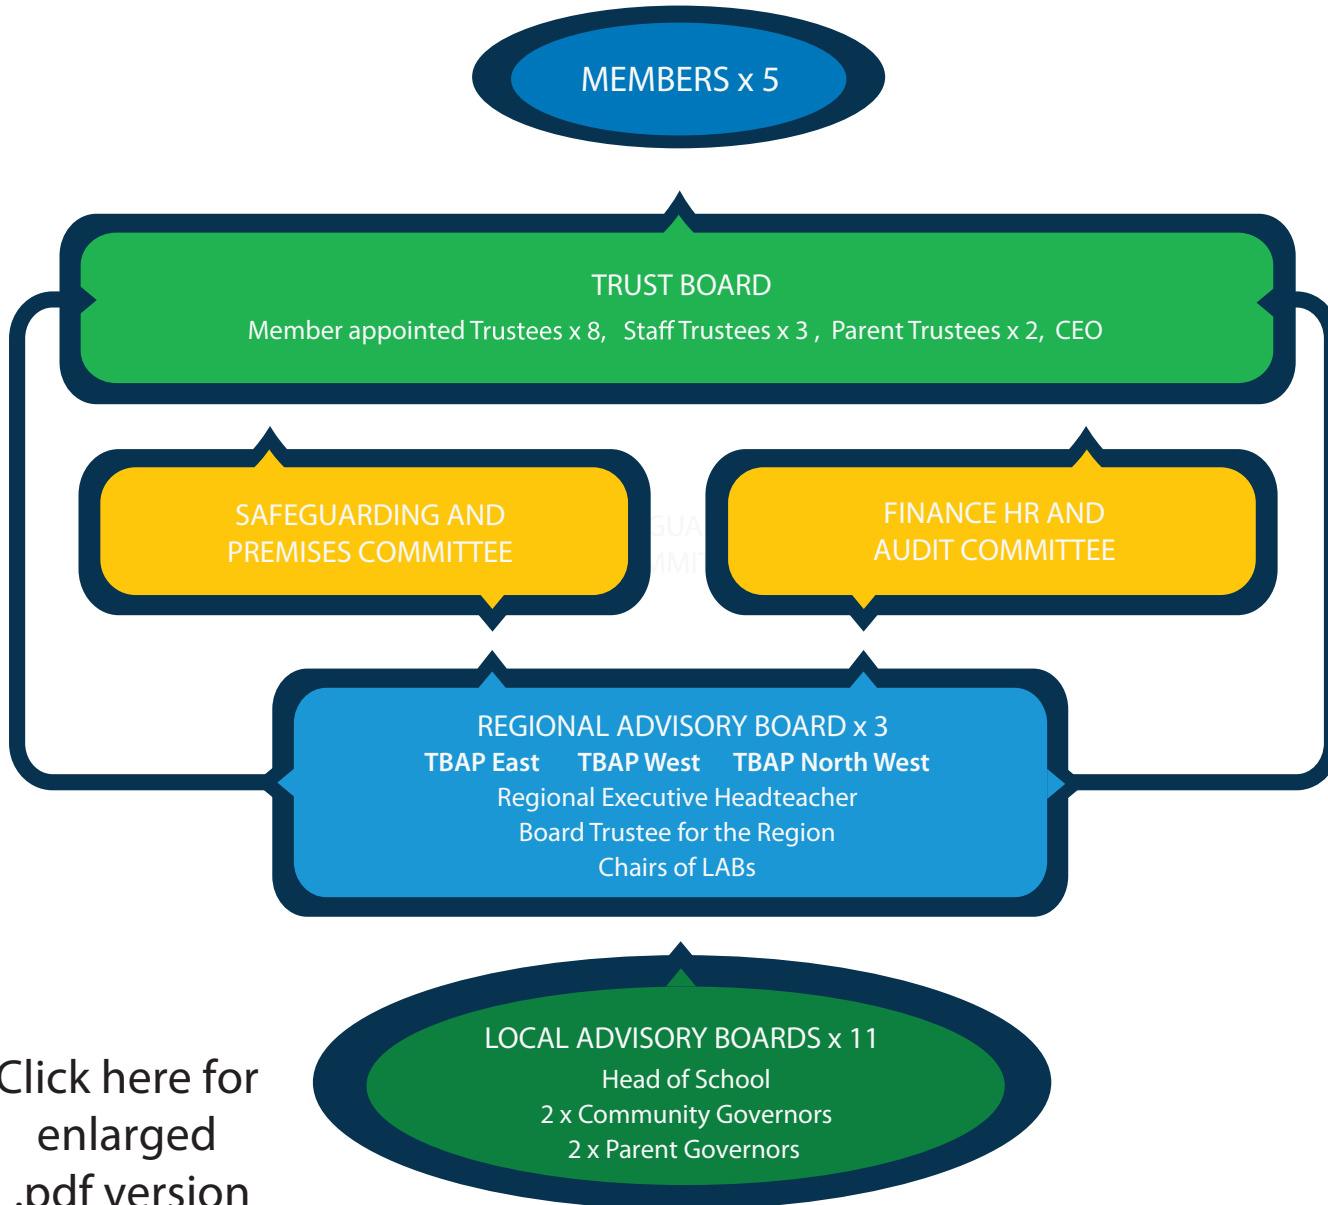 MEMBERS x 5
TRUST BOARD
Member appointed Trustees x 8, Staff Trustees x 3 , Parent Trustees x 2, CEO
SAFEGUARDING AND
PREMISES COMMITTEE
FINANCE HR AND
AUDIT COMMITTEE
REGIONAL ADVISORY BOARD x 3
TBAP East TBAP West TBAP North West
Regional Executive Headteacher
Board Trustee for the Region
Chairs of LABs
LOCAL ADVISORY BOARDS x 11
Head of School
2 x Community Governors
2 x Parent Governors
Click here for
enlarged
.pdf version